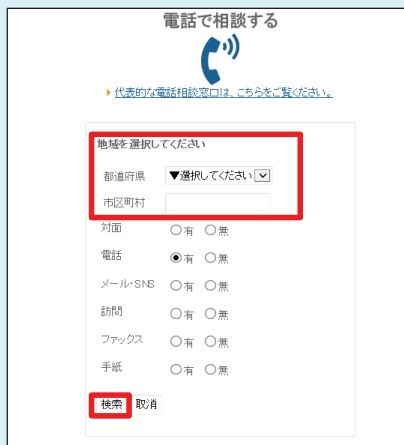 電話で相談する
代表的な電話相談窓口は、こちらをご覧ください。
地域を選択してください
都道府県 ▼選択してください
市区町村
対面 有 無
電話 有 無
メール・SNS 有 無
訪問 有 無
ファックス 有 無
手紙 有 無
検索 取消